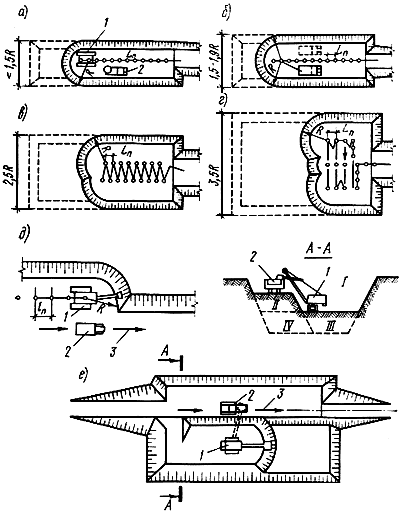 а)
1
Lп
2
R
< 1,5R
б)
Lп
R
1,5-1,9R
в)
R
Lп
2,5R
г)
R
Lп
3,5R
д)
Lп
1
R
2
3
А-А
2
1
I
II
IV
III
е)
А
2
3
1
А